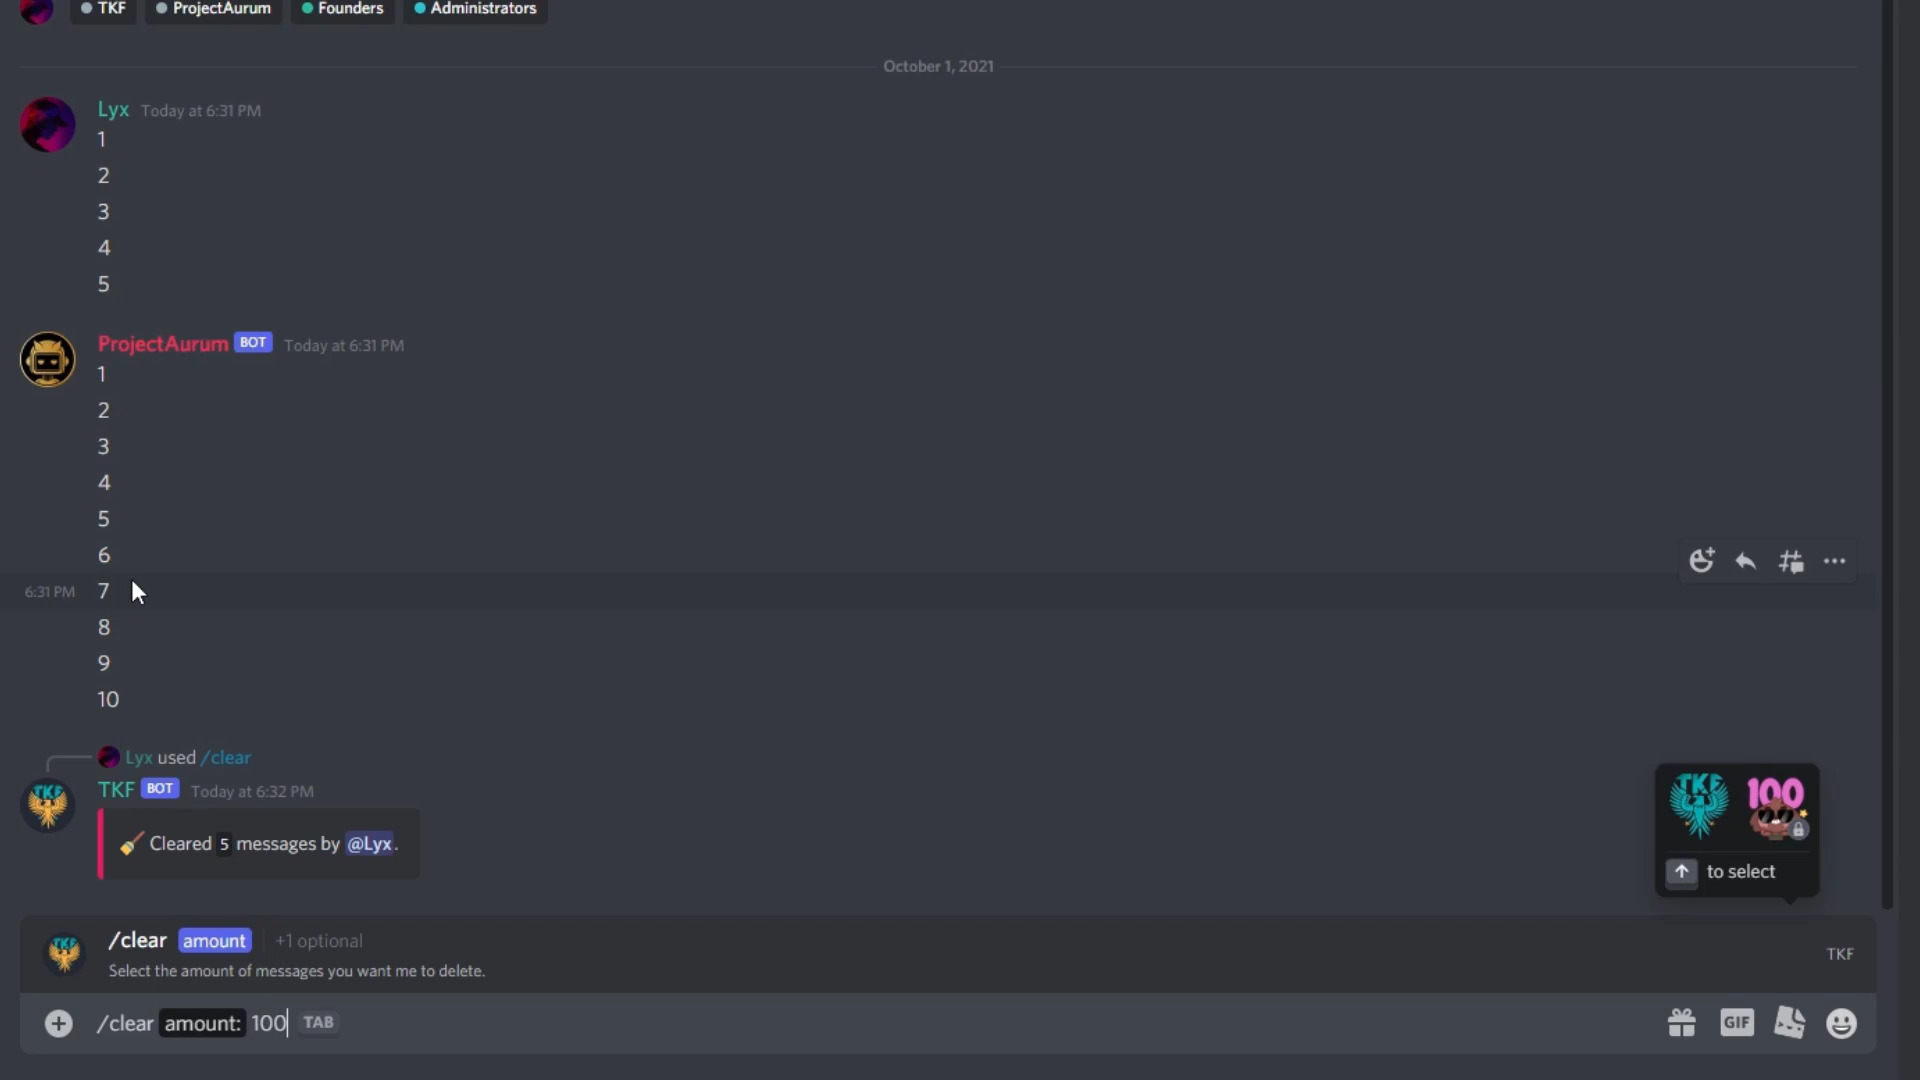 TKF ProjectAurum Founders Administrators
October 1, 2021
Lyx Today at 6:31 PM
1
2
3
4
5
ProjectAurum BOT Today at 6:31 PM
1
2
3
4
5
6
6:31 PM 7
8
9
10
Lyx used /clear
TKF BOT Today at 6:32 PM
Cleared 5 messages by @Lyx.
TKF 100
to select
/clear amount +1 optional
Select the amount of messages you want me to delete.
TKF
/clear amount: 100 TAB
GIF